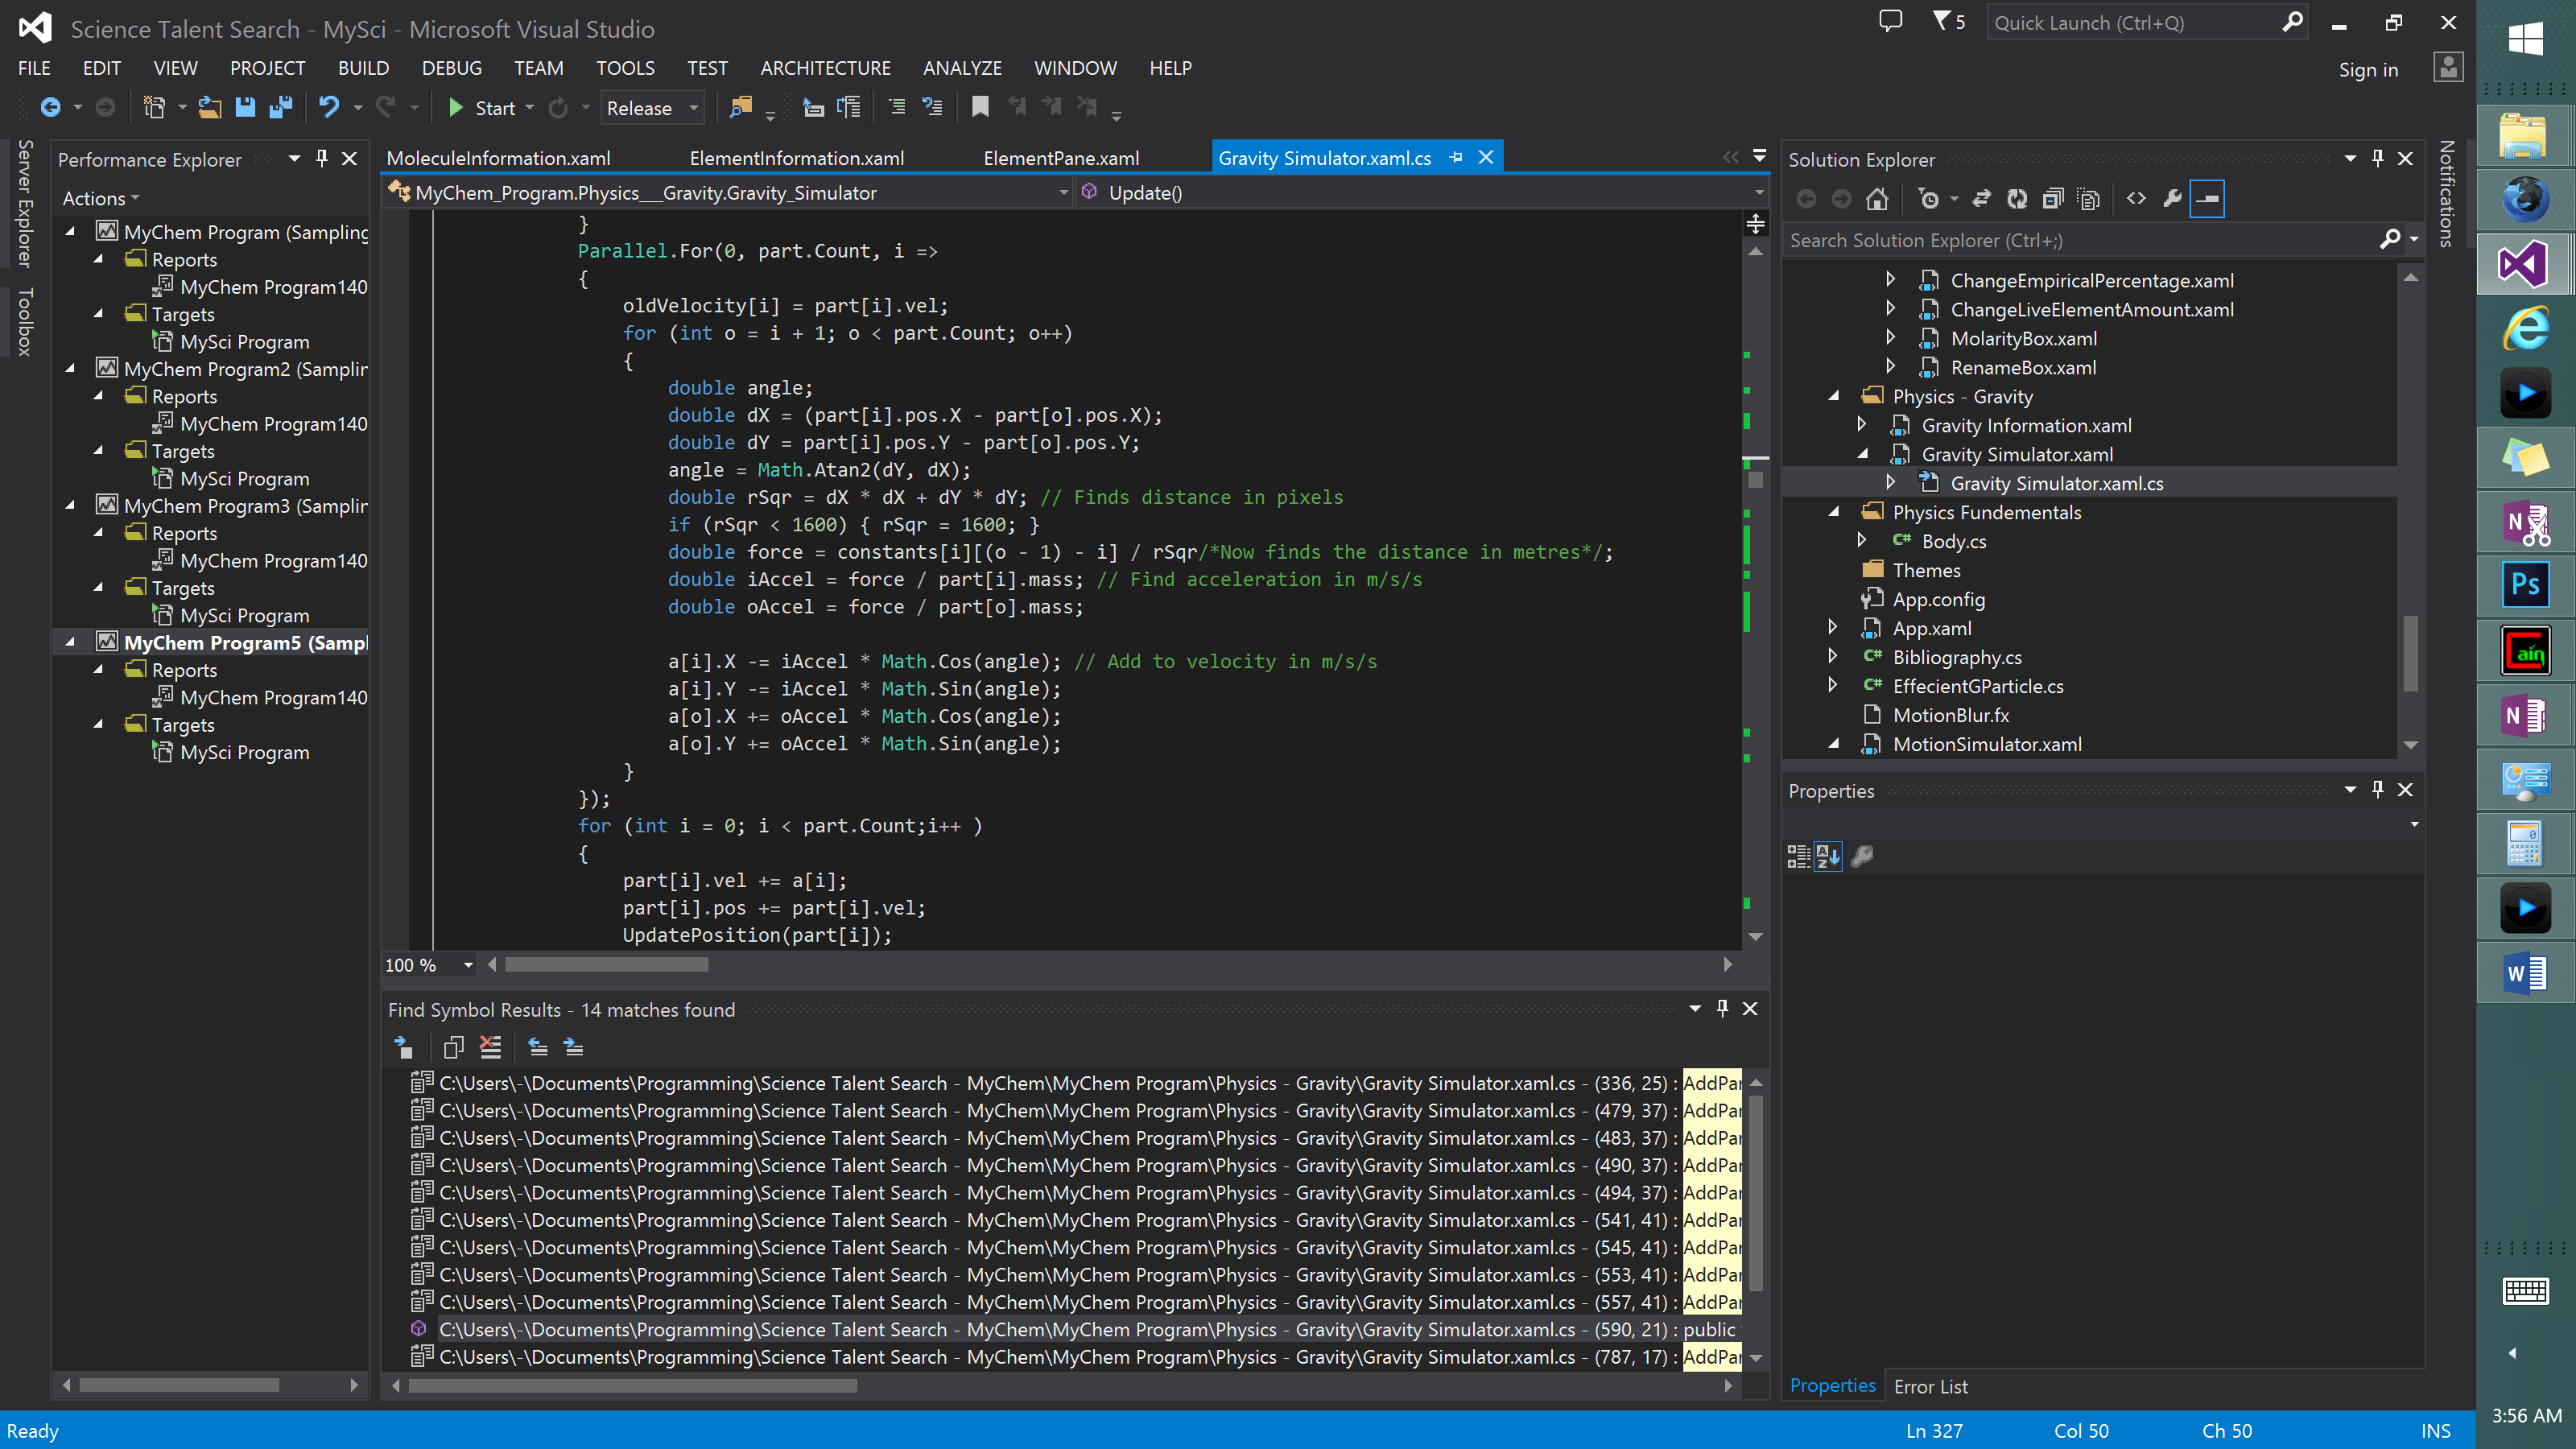 Science Talent Search - MySci - Microsoft Visual Studio
5
Quick Launch (Ctrl+Q)
FILE EDIT VIEW PROJECT BUILD DEBUG TEAM TOOLS TEST ARCHITECTURE ANALYZE WINDOW HELP
Sign in
Start
Release
Server Explorer
Toolbox
Performance Explorer
Actions
MyChem Program (Sampling
Reports
MyChem Program140
Targets
MySci Program
MyChem Program2 (Samplin
Reports
MyChem Program140
Targets
MySci Program
MyChem Program3 (Samplin
Reports
MyChem Program140
Targets
MySci Program
MyChem Program5 (Sampl
Reports
MyChem Program140
Targets
MySci Program
MoleculeInformation.xaml ElementInformation.xaml ElementPane.xaml Gravity Simulator.xaml.cs
MyChem_Program.Physics___Gravity.Gravity_Simulator
Update()
}
Parallel.For(0, part.Count, i =>
{
oldVelocity[i] = part[i].vel;
for (int o = i + 1; o < part.Count; o++)
{
double angle;
double dX = (part[i].pos.X - part[o].pos.X);
double dY = part[i].pos.Y - part[o].pos.Y;
angle = Math.Atan2(dY, dX);
double rSqr = dX * dX + dY * dY; // Finds distance in pixels
if (rSqr < 1600) { rSqr = 1600; }
double force = constants[i][(o - 1) - i] / rSqr/*Now finds the distance in metres*/;
double iAccel = force / part[i].mass; // Find acceleration in m/s/s
double oAccel = force / part[o].mass;
a[i].X -= iAccel * Math.Cos(angle); // Add to velocity in m/s/s
a[i].Y -= iAccel * Math.Sin(angle);
a[o].X += oAccel * Math.Cos(angle);
a[o].Y += oAccel * Math.Sin(angle);
}
});
for (int i = 0; i < part.Count;i++ )
{
part[i].vel += a[i];
part[i].pos += part[i].vel;
UpdatePosition(part[i]);
100 %
Find Symbol Results - 14 matches found
C:\Users\-\Documents\Programming\Science Talent Search - MyChem\MyChem Program\Physics - Gravity\Gravity Simulator.xaml.cs - (336, 25) : AddPar
C:\Users\-\Documents\Programming\Science Talent Search - MyChem\MyChem Program\Physics - Gravity\Gravity Simulator.xaml.cs - (479, 37) : AddPar
C:\Users\-\Documents\Programming\Science Talent Search - MyChem\MyChem Program\Physics - Gravity\Gravity Simulator.xaml.cs - (483, 37) : AddPar
C:\Users\-\Documents\Programming\Science Talent Search - MyChem\MyChem Program\Physics - Gravity\Gravity Simulator.xaml.cs - (490, 37) : AddPar
C:\Users\-\Documents\Programming\Science Talent Search - MyChem\MyChem Program\Physics - Gravity\Gravity Simulator.xaml.cs - (494, 37) : AddPar
C:\Users\-\Documents\Programming\Science Talent Search - MyChem\MyChem Program\Physics - Gravity\Gravity Simulator.xaml.cs - (541, 41) : AddPar
C:\Users\-\Documents\Programming\Science Talent Search - MyChem\MyChem Program\Physics - Gravity\Gravity Simulator.xaml.cs - (545, 41) : AddPar
C:\Users\-\Documents\Programming\Science Talent Search - MyChem\MyChem Program\Physics - Gravity\Gravity Simulator.xaml.cs - (553, 41) : AddPar
C:\Users\-\Documents\Programming\Science Talent Search - MyChem\MyChem Program\Physics - Gravity\Gravity Simulator.xaml.cs - (557, 41) : AddPar
C:\Users\-\Documents\Programming\Science Talent Search - MyChem\MyChem Program\Physics - Gravity\Gravity Simulator.xaml.cs - (590, 21) : public
C:\Users\-\Documents\Programming\Science Talent Search - MyChem\MyChem Program\Physics - Gravity\Gravity Simulator.xaml.cs - (787, 17) : AddPar
Solution Explorer
Search Solution Explorer (Ctrl+;)
ChangeEmpiricalPercentage.xaml
ChangeLiveElementAmount.xaml
MolarityBox.xaml
RenameBox.xaml
Physics - Gravity
Gravity Information.xaml
Gravity Simulator.xaml
Gravity Simulator.xaml.cs
Physics Fundementals
C# Body.cs
Themes
App.config
App.xaml
C# Bibliography.cs
C# EffecientGParticle.cs
MotionBlur.fx
MotionSimulator.xaml
Properties
A
Z
Properties Error List
Notifications
N
Ps
Cain
N
W
3:56 AM
Ready
Ln 327 Col 50 Ch 50 INS